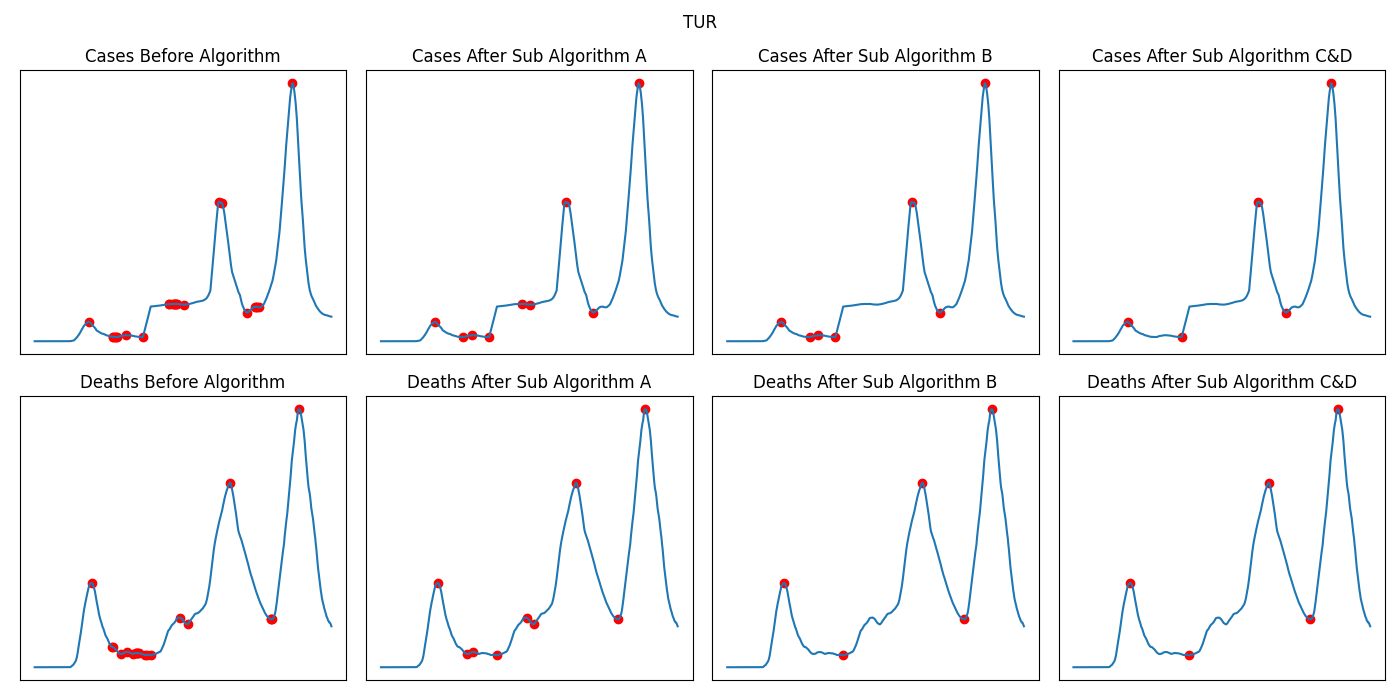 TUR
Cases Before Algorithm
Cases After Sub Algorithm A
Cases After Sub Algorithm B
Cases After Sub Algorithm C&D
Deaths Before Algorithm
Deaths After Sub Algorithm A
Deaths After Sub Algorithm B
Deaths After Sub Algorithm C&D